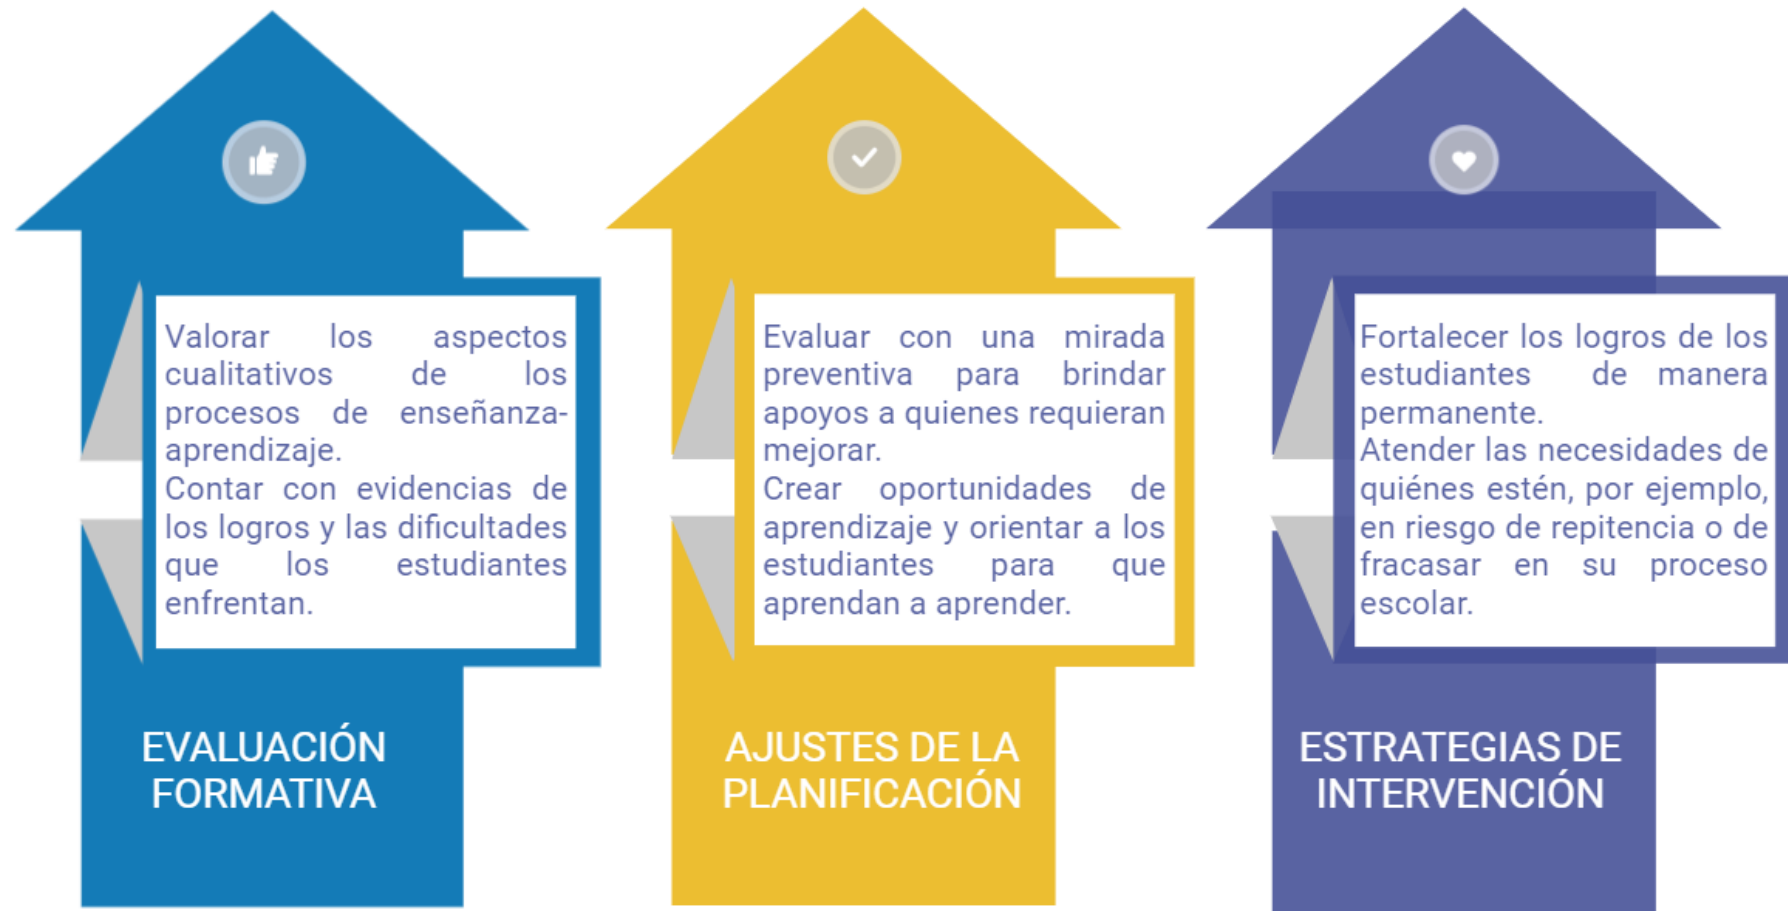 Valorar los aspectos
cualitativos de los
procesos de enseñanza-
aprendizaje.
Contar con evidencias de
los logros y las dificultades
que los estudiantes
enfrentan.
EVALUACIÓN
FORMATIVA
Evaluar con una mirada
preventiva para brindar
apoyos a quienes requieran
mejorar.
Crear oportunidades de
aprendizaje y orientar a los
estudiantes para que
aprendan a aprender.
AJUSTES DE LA
PLANIFICACIÓN
Fortalecer los logros de los
estudiantes de manera
permanente.
Atender las necesidades de
quiénes estén, por ejemplo,
en riesgo de repitencia o de
fracasar en su proceso
escolar.
ESTRATEGIAS DE
INTERVENCIÓN